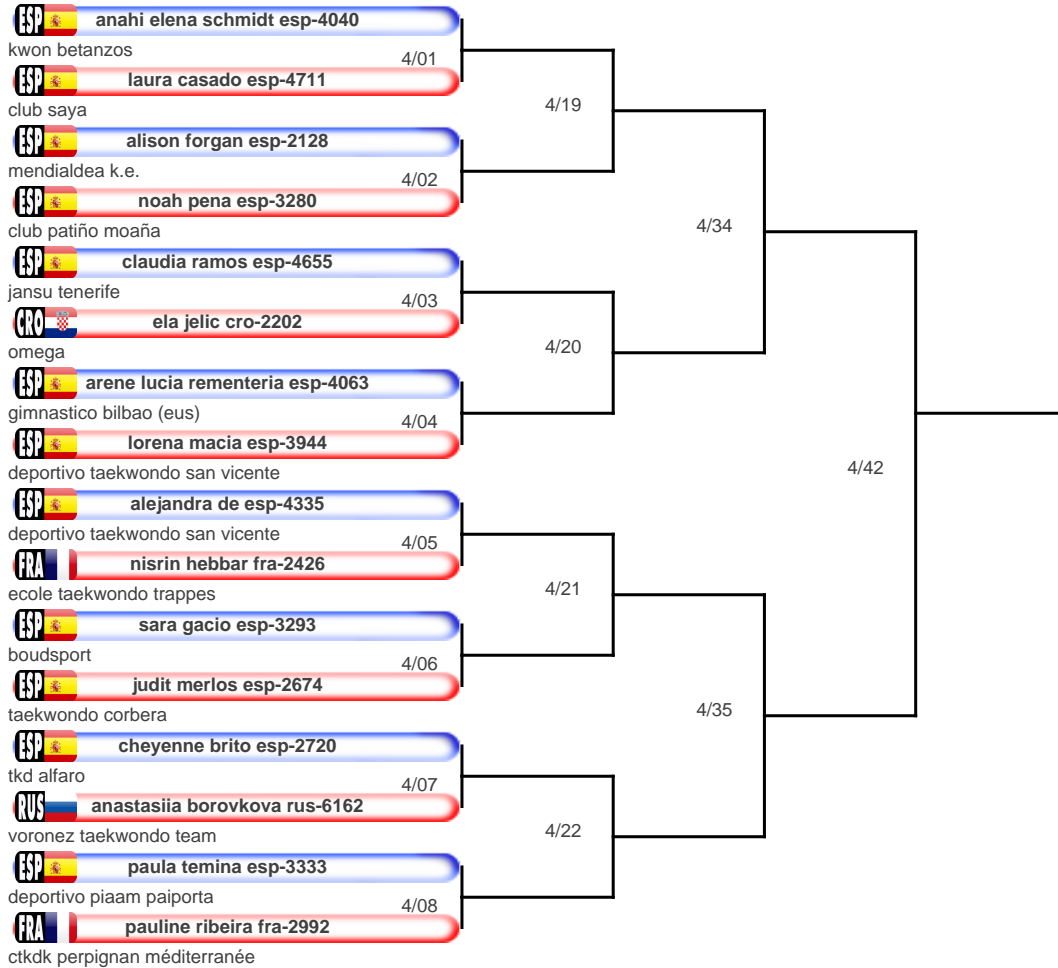 ESP anahi elena schmidt esp-4040
kwon betanzos
4/01
ESP laura casado esp-4711
club saya
4/19
ESP alison forgan esp-2128
mendialdea k.e.
4/02
ESP noah pena esp-3280
club patiño moaña
4/34
ESP claudia ramos esp-4655
jansu tenerife
4/03
CRO ela jelic cro-2202
omega
4/20
ESP arene lucia rementeria esp-4063
gimnastico bilbao (eus)
4/04
ESP lorena macia esp-3944
deportivo taekwondo san vicente
4/42
ESP alejandra de esp-4335
deportivo taekwondo san vicente
4/05
FRA nisrin hebbar fra-2426
ecole taekwondo trappes
4/21
ESP sara gacio esp-3293
boudsport
4/06
ESP judit merlos esp-2674
taekwondo corbera
4/35
ESP cheyenne brito esp-2720
tkd alfaro
4/07
RUS anastasiia borovkova rus-6162
voronez taekwondo team
4/22
ESP paula temina esp-3333
deportivo piaam paiporta
4/08
FRA pauline ribeira fra-2992
ctkdk perpignan méditerranée